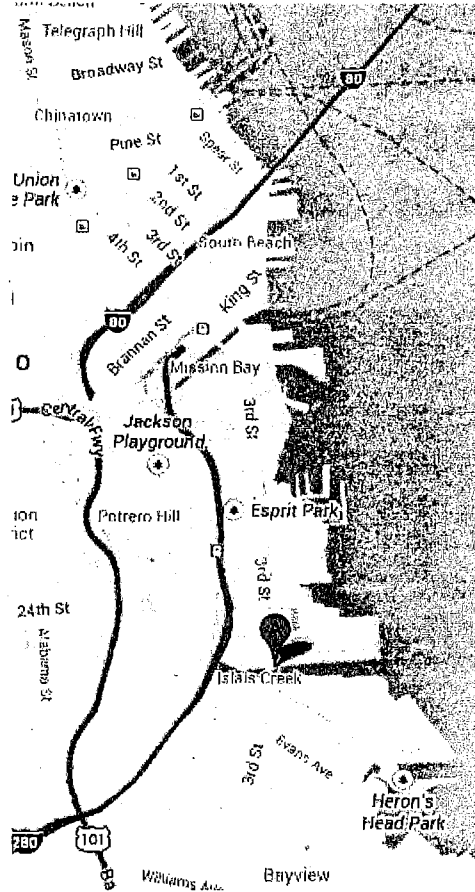 Telegraph Hill
Mason St
Broadway St
80
Chinatown
Pine St
Spear St
Union
e Park
1st St
2nd St
3rd St
4th St
South Beach
King St
80
Brannan St
Mission Bay
Central Fwy
Jackson
Playground
3rd St
Potrero Hill
Esprit Park
3rd St
24th St
Alabama St
Islais Creek
3rd St
Evans Ave
Heron's
Head Park
280
101
Ba
Williams Ave
Bayview